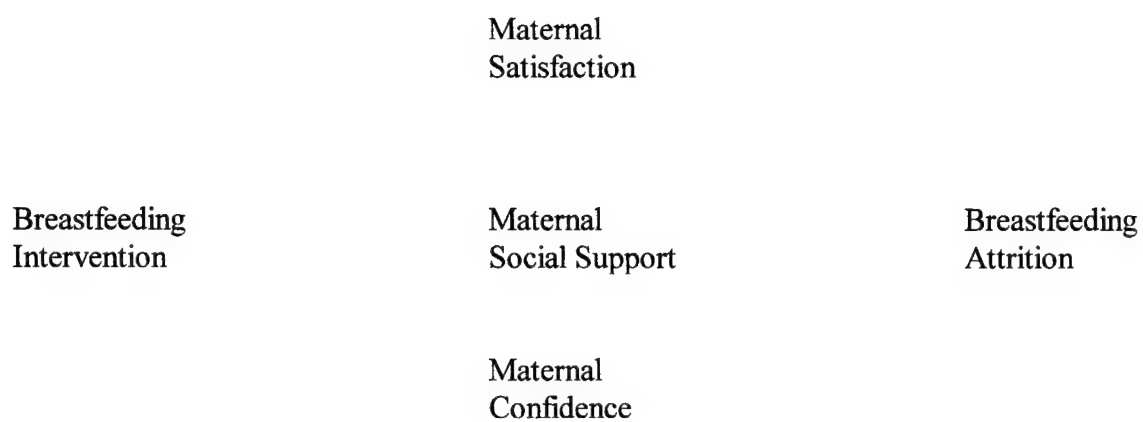 Maternal
Satisfaction
Breastfeeding
Intervention
Maternal
Social Support
Breastfeeding
Attrition
Maternal
Confidence